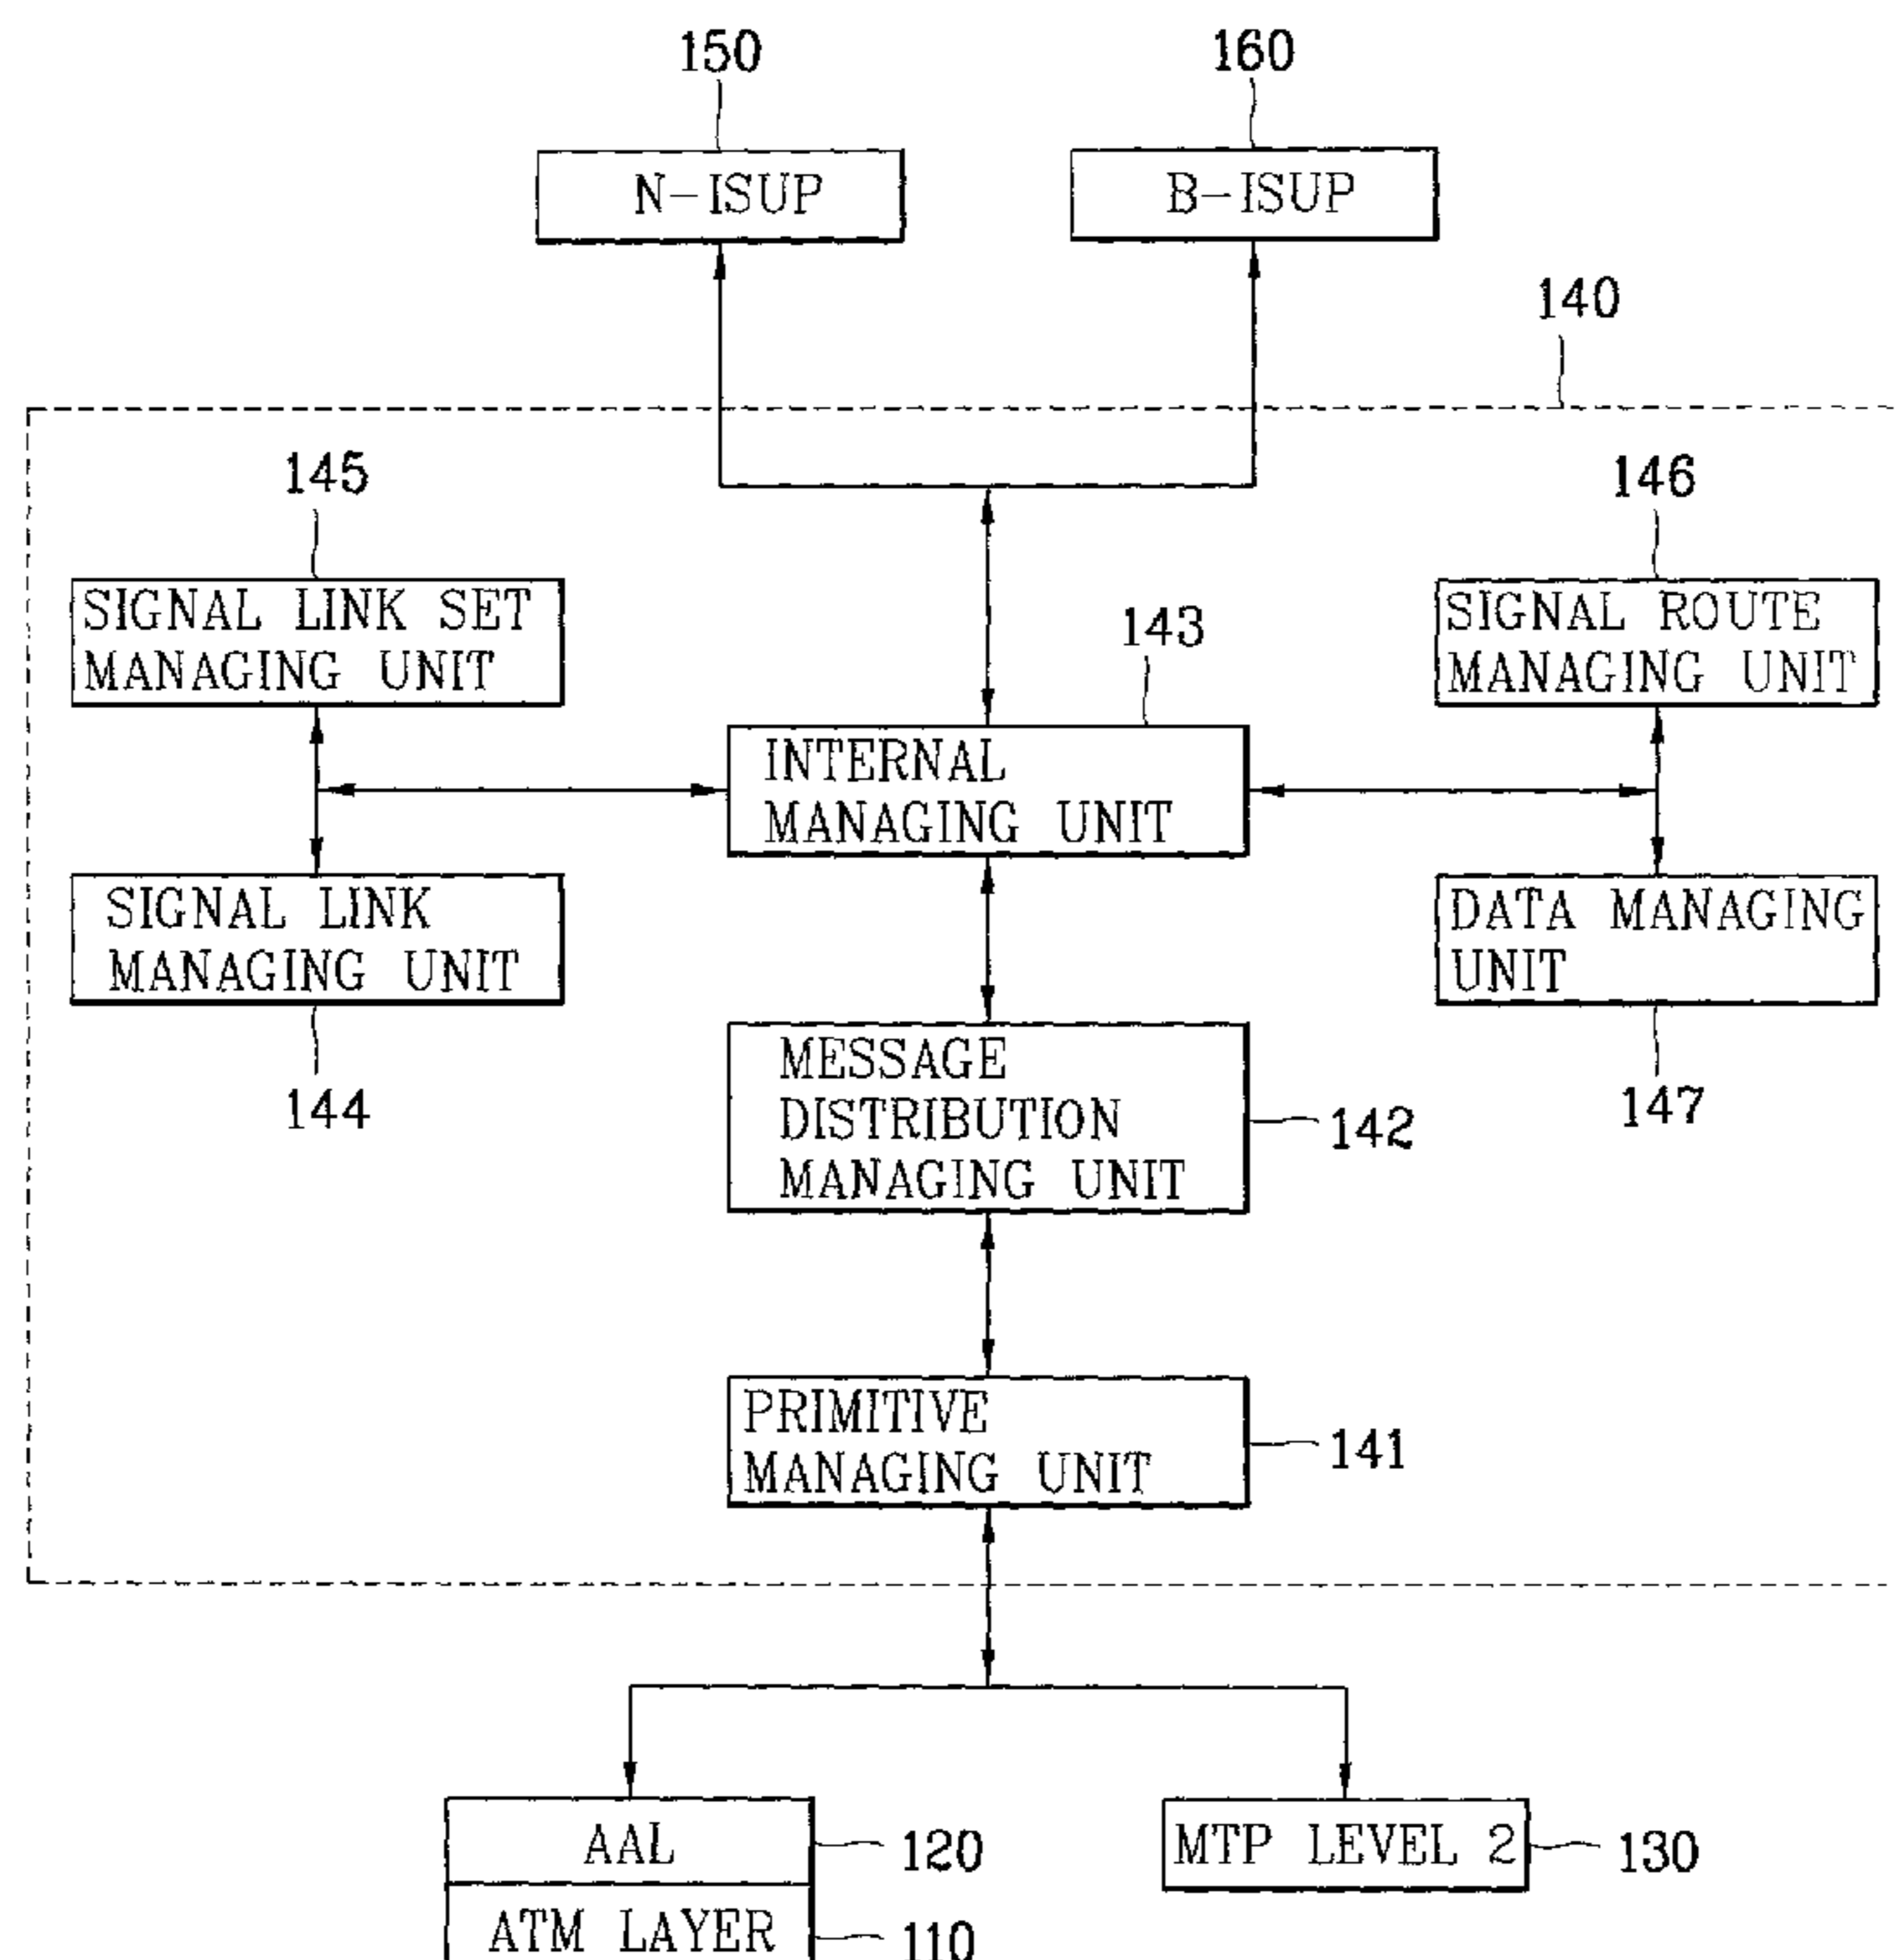 150
160
N-ISUP
B-ISUP
140
145
146
SIGNAL LINK SET
MANAGING UNIT
143
SIGNAL ROUTE
MANAGING UNIT
INTERNAL
MANAGING UNIT
SIGNAL LINK
MANAGING UNIT
DATA MANAGING
UNIT
144
147
MESSAGE
DISTRIBUTION
MANAGING UNIT
142
PRIMITIVE
MANAGING UNIT
141
AAL
120
MTP LEVEL 2
130
ATM LAYER
110